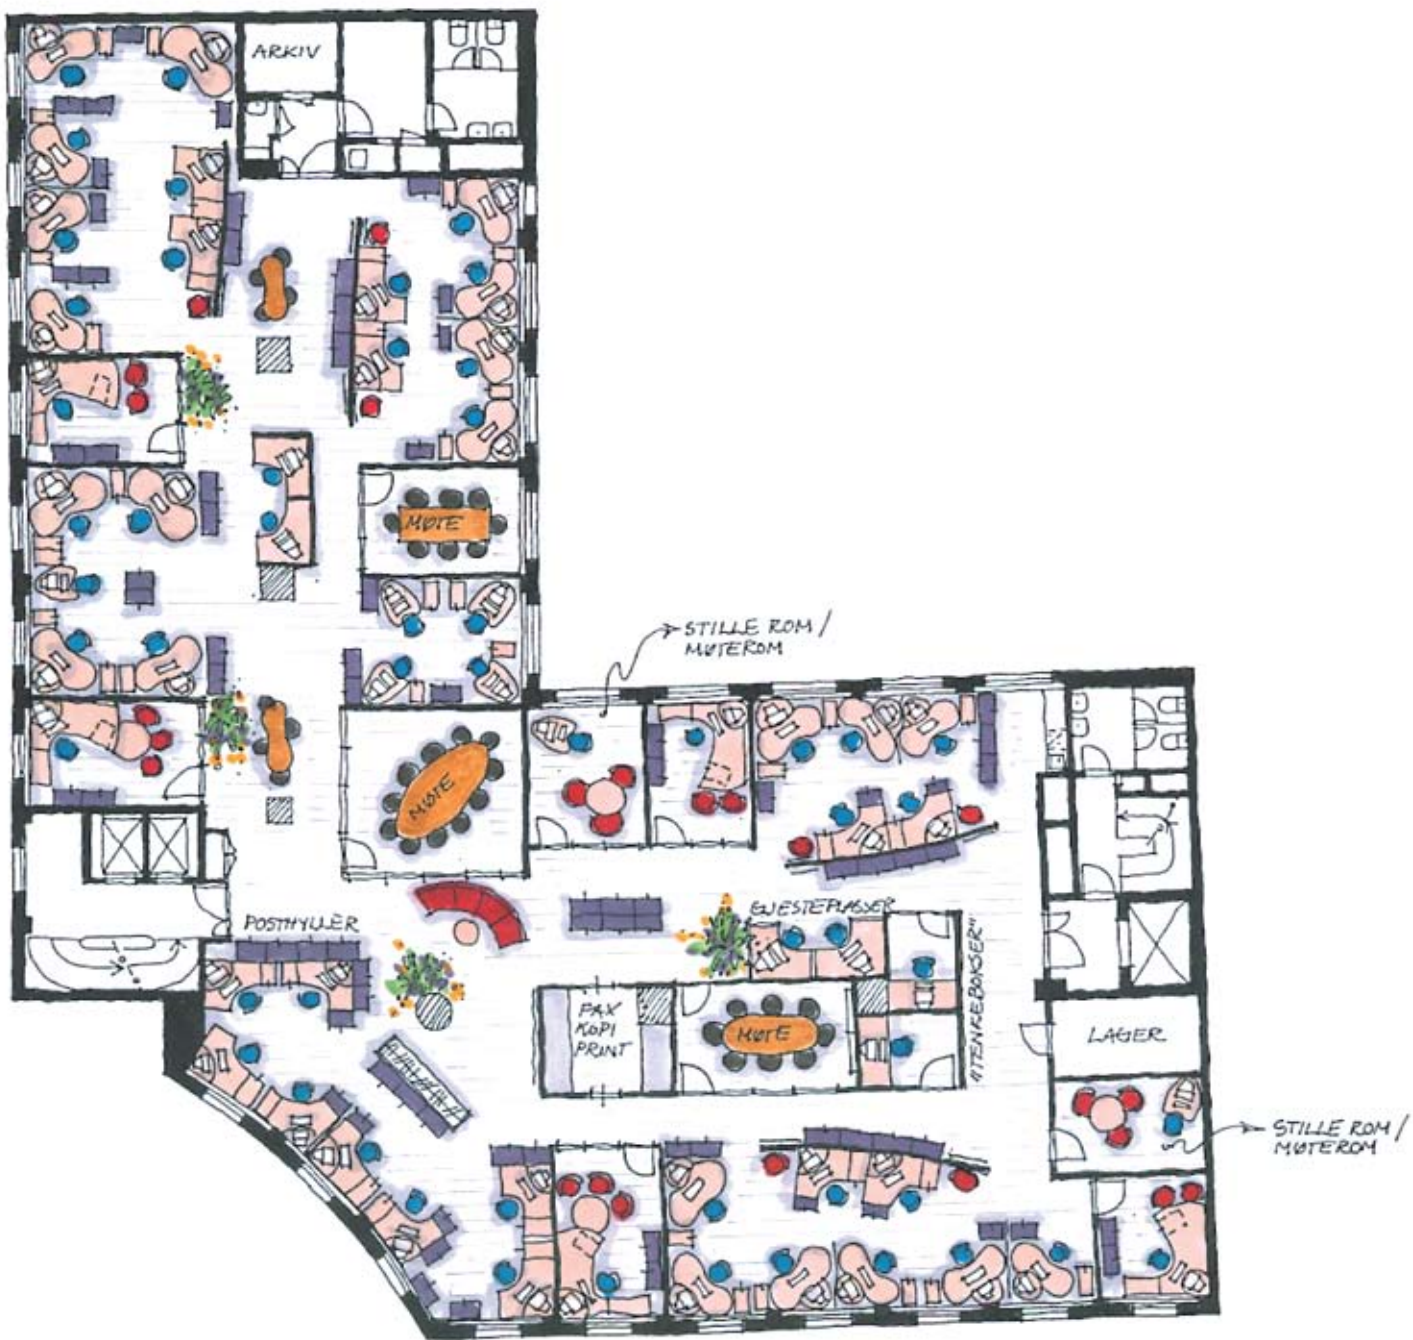 ARKIV
MØTE
STILLE ROM /
MØTEROM
MØTE
POSTHYLLER
GJESTEPLASSER
"TENKEBOKSER"
FAX
KOPI
PRINT
MØTE
LAGER
STILLE ROM /
MØTEROM